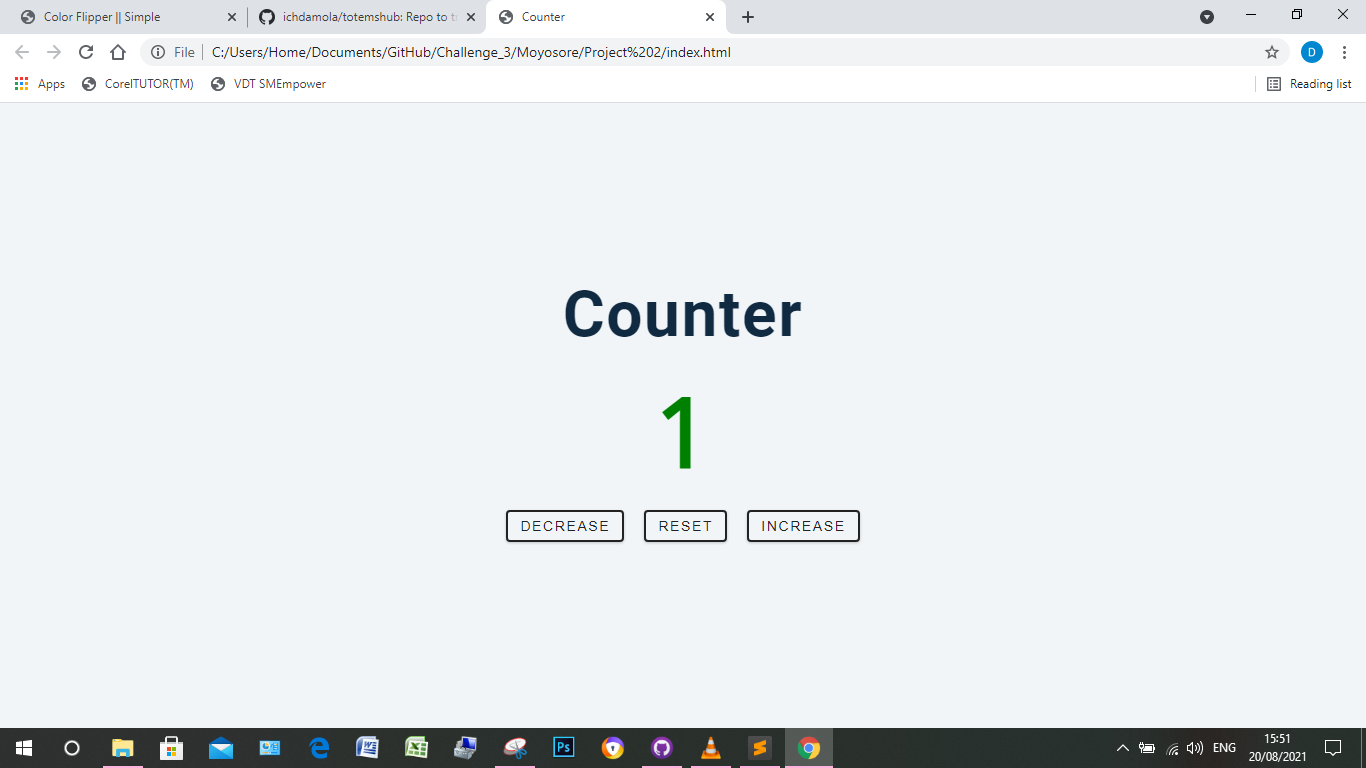 Color Flipper || Simple
ichdamola/totemshub: Repo to tr
Counter
File
C:/Users/Home/Documents/GitHub/Challenge_3/Moyosore/Project%202/index.html
D
Apps
CorelTUTOR(TM)
VDT SMEmpower
Reading list
Counter
1
DECREASE
RESET
INCREASE
Ps
ENG
15:51
20/08/2021